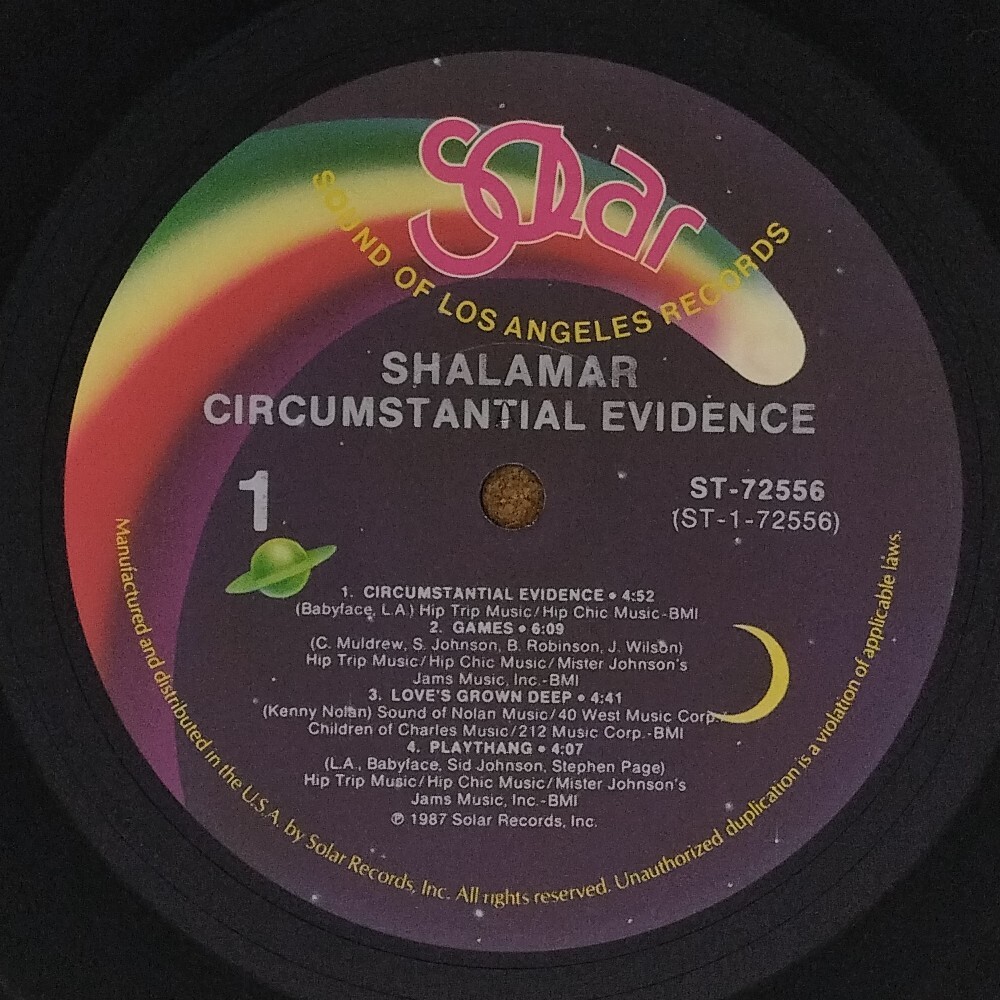 Solar
SOUND OF LOS ANGELES RECORDS
SHALAMAR
CIRCUMSTANTIAL EVIDENCE
1
ST-72556
(ST-1-72556)
1. CIRCUMSTANTIAL EVIDENCE • 4:52
(Babyface, L.A.) Hip Trip Music/Hip Chic Music-BMI
2. GAMES • 6:09
(C. Muldrew, S. Johnson, B. Robinson, J. Wilson)
Hip Trip Music/Hip Chic Music/Mister Johnson's
Jams Music, Inc.-BMI
3. LOVE'S GROWN DEEP • 4:41
(Kenny Nolan) Sound of Nolan Music/40 West Music Corp./
Children of Charles Music/212 Music Corp.-BMI
4. PLAYTHANG • 4:07
(L.A., Babyface, Sid Johnson, Stephen Page)
Hip Trip Music/Hip Chic Music/Mister Johnson's
Jams Music, Inc.-BMI
℗ 1987 Solar Records, Inc.
Manufactured and distributed in the U.S.A. by Solar Records, Inc. All rights reserved. Unauthorized duplication is a violation of applicable laws.